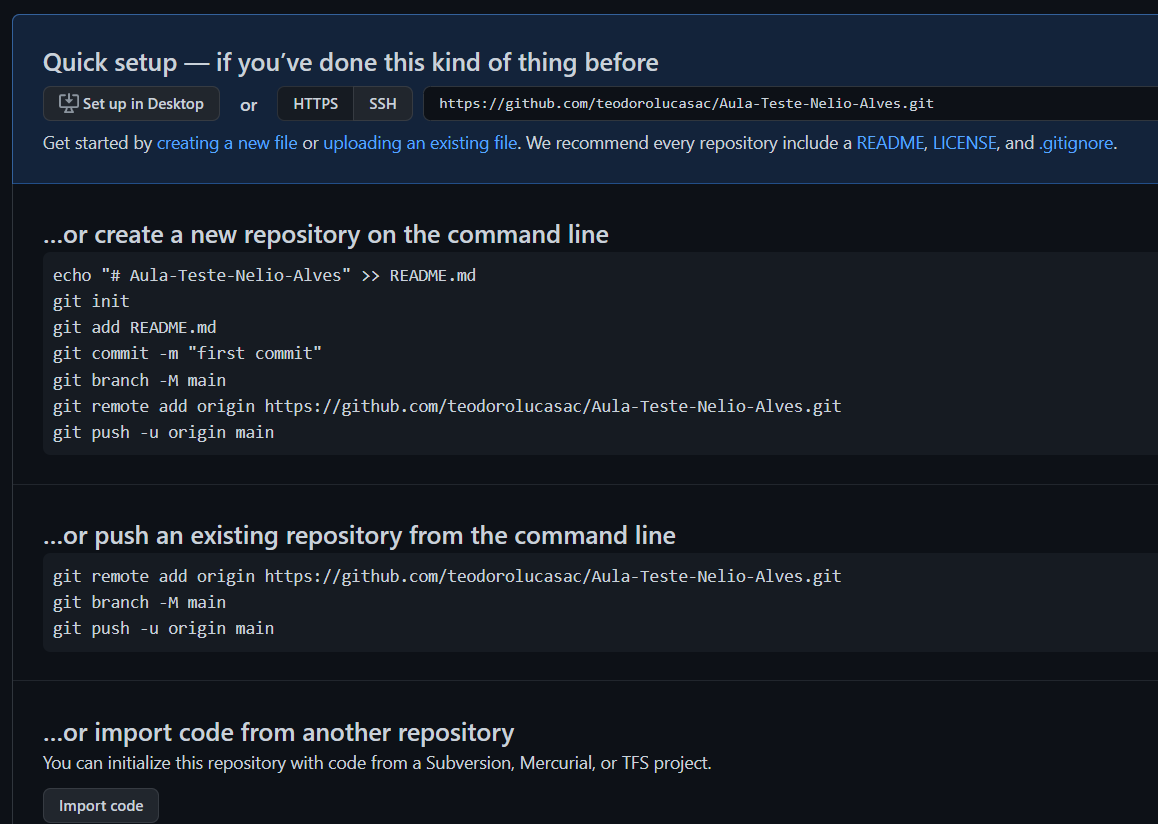 Quick setup — if you’ve done this kind of thing before
Set up in Desktop or HTTPS SSH https://github.com/teodorolucasac/Aula-Teste-Nelio-Alves.git
Get started by creating a new file or uploading an existing file. We recommend every repository include a README, LICENSE, and .gitignore.
…or create a new repository on the command line
echo "# Aula-Teste-Nelio-Alves" >> README.md
git init
git add README.md
git commit -m "first commit"
git branch -M main
git remote add origin https://github.com/teodorolucasac/Aula-Teste-Nelio-Alves.git
git push -u origin main
…or push an existing repository from the command line
git remote add origin https://github.com/teodorolucasac/Aula-Teste-Nelio-Alves.git
git branch -M main
git push -u origin main
…or import code from another repository
You can initialize this repository with code from a Subversion, Mercurial, or TFS project.
Import code